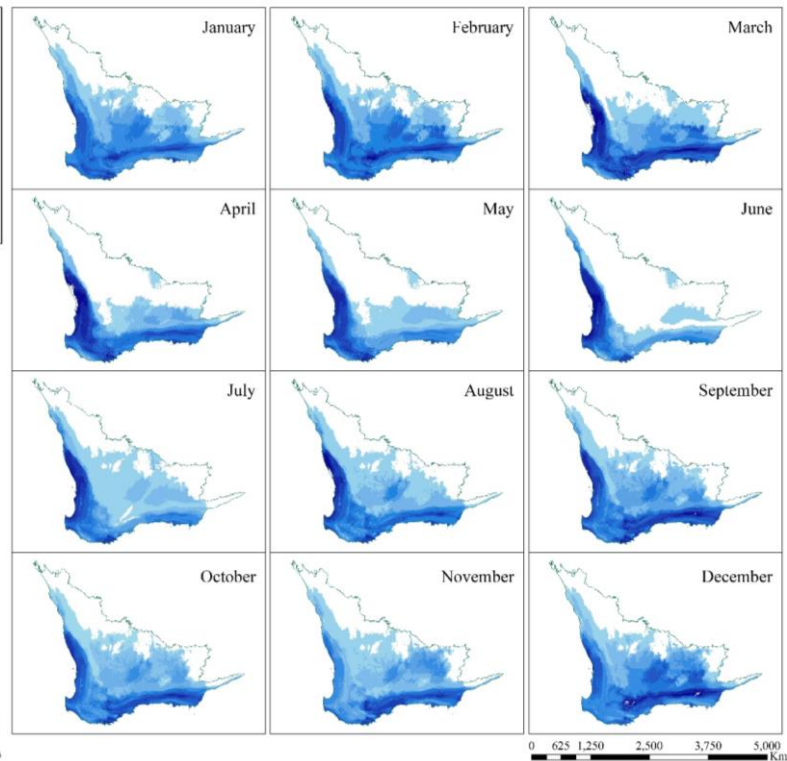 January
February
March
April
May
June
July
August
September
October
November
December
0 625 1,250 2,500 3,750 5,000
Km